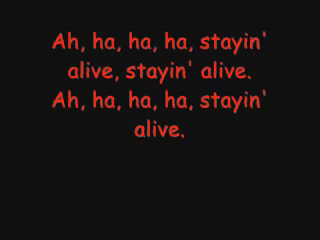 Ah, ha, ha, ha, stayin'
alive, stayin' alive.
Ah, ha, ha, ha, stayin'
alive.